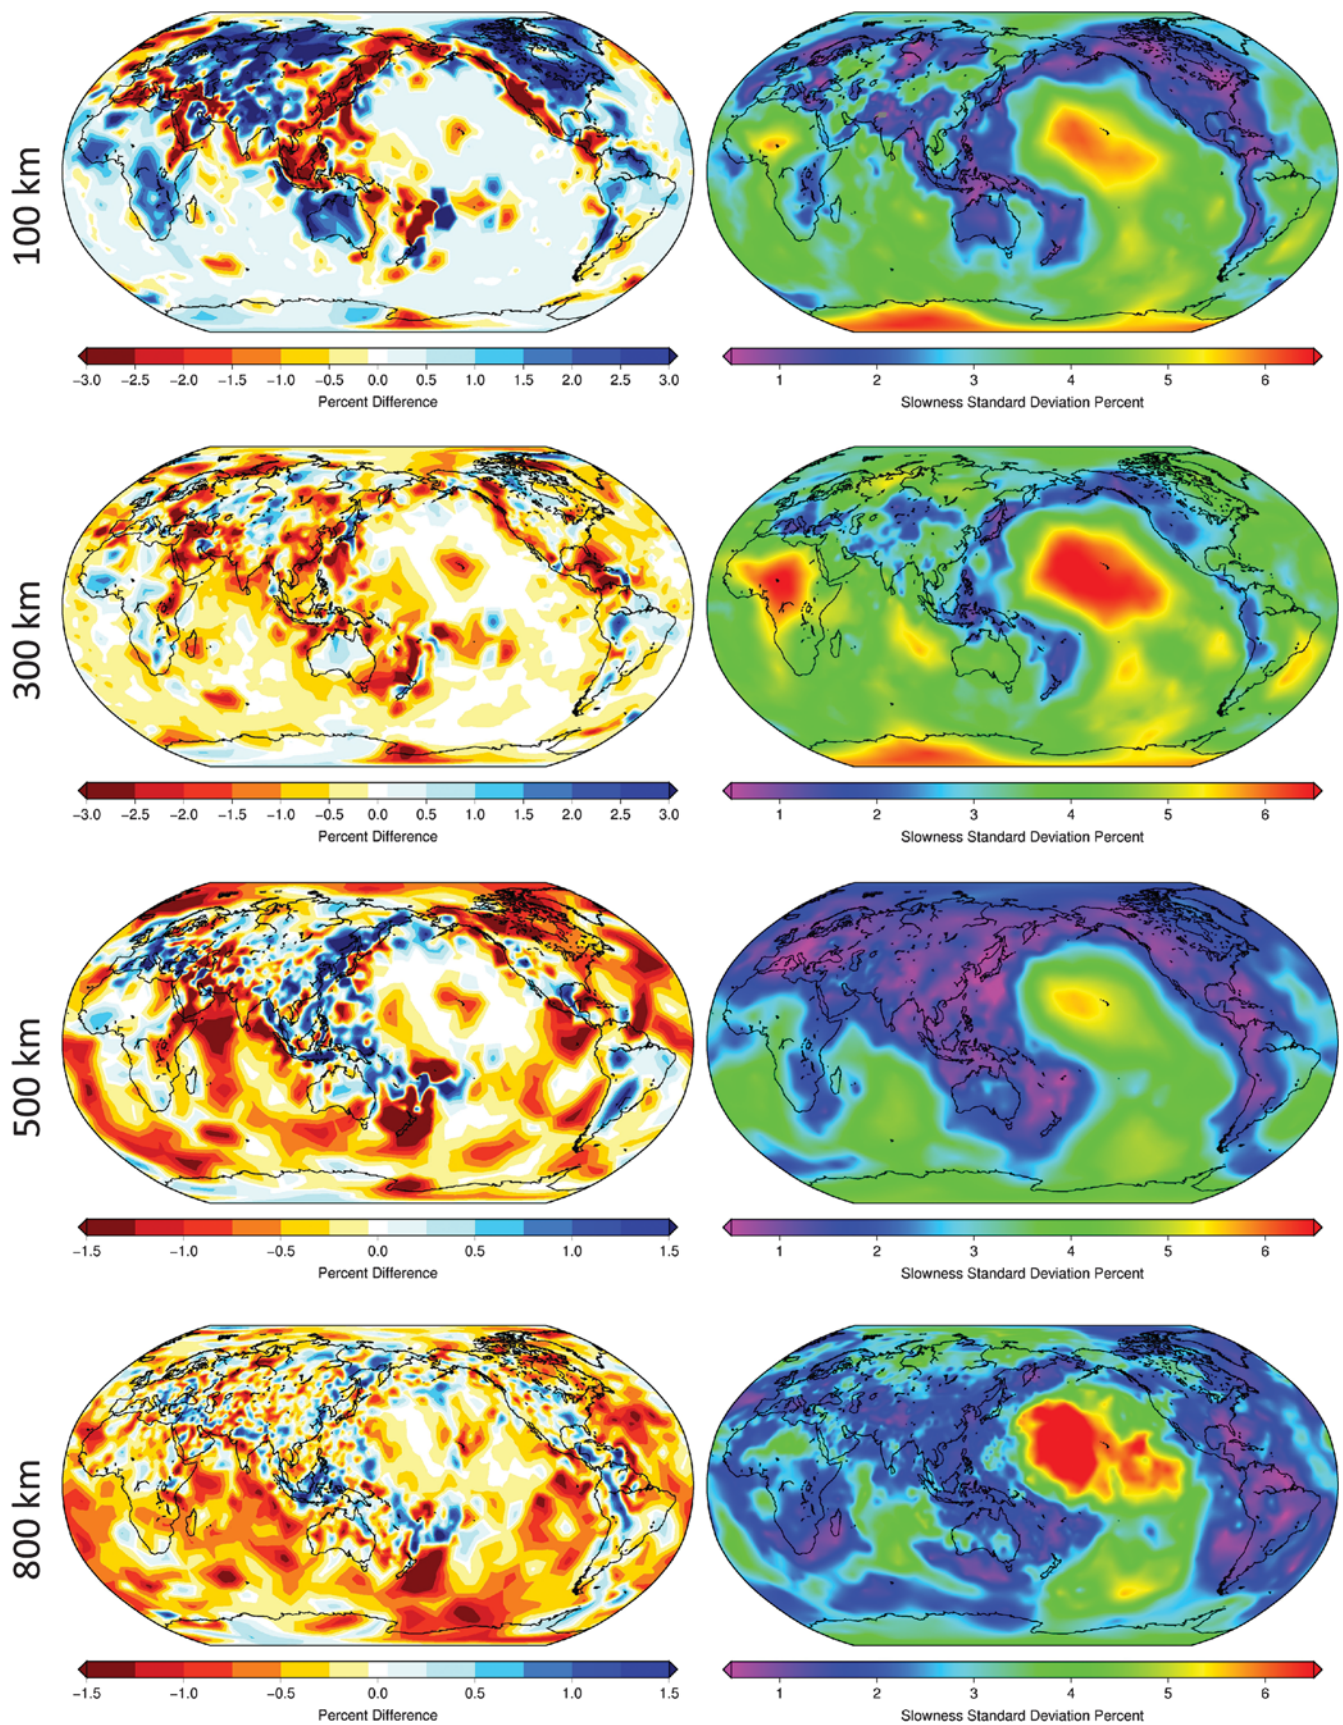 100 km
−3.0 −2.5 −2.0 −1.5 −1.0 −0.5 0.0 0.5 1.0 1.5 2.0 2.5 3.0
Percent Difference
1 2 3 4 5 6
Slowness Standard Deviation Percent
300 km
−3.0 −2.5 −2.0 −1.5 −1.0 −0.5 0.0 0.5 1.0 1.5 2.0 2.5 3.0
Percent Difference
1 2 3 4 5 6
Slowness Standard Deviation Percent
500 km
−1.5 −1.0 −0.5 0.0 0.5 1.0 1.5
Percent Difference
1 2 3 4 5 6
Slowness Standard Deviation Percent
800 km
−1.5 −1.0 −0.5 0.0 0.5 1.0 1.5
Percent Difference
1 2 3 4 5 6
Slowness Standard Deviation Percent